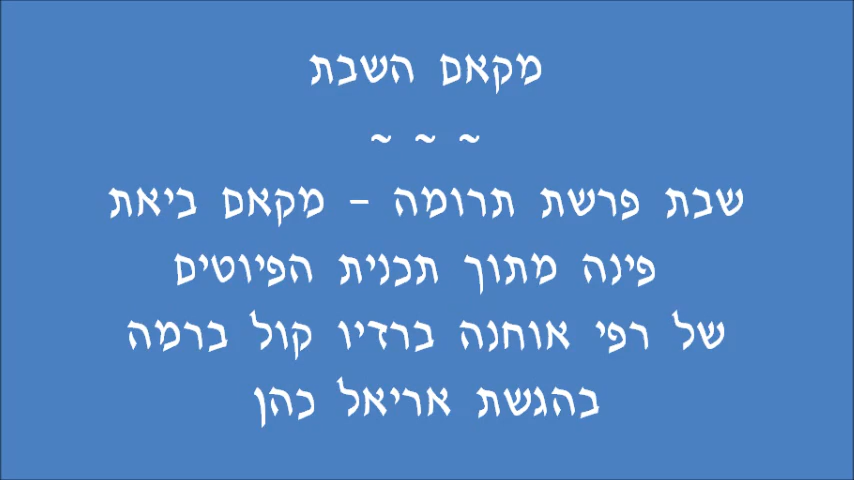 מקאם השבת
~ ~ ~
שבת פרשת תרומה - מקאם ביאת
פינה מתוך תכנית הפיוטים
של רפי אוחנה ברדיו קול ברמה
בהגשת אריאל כהן